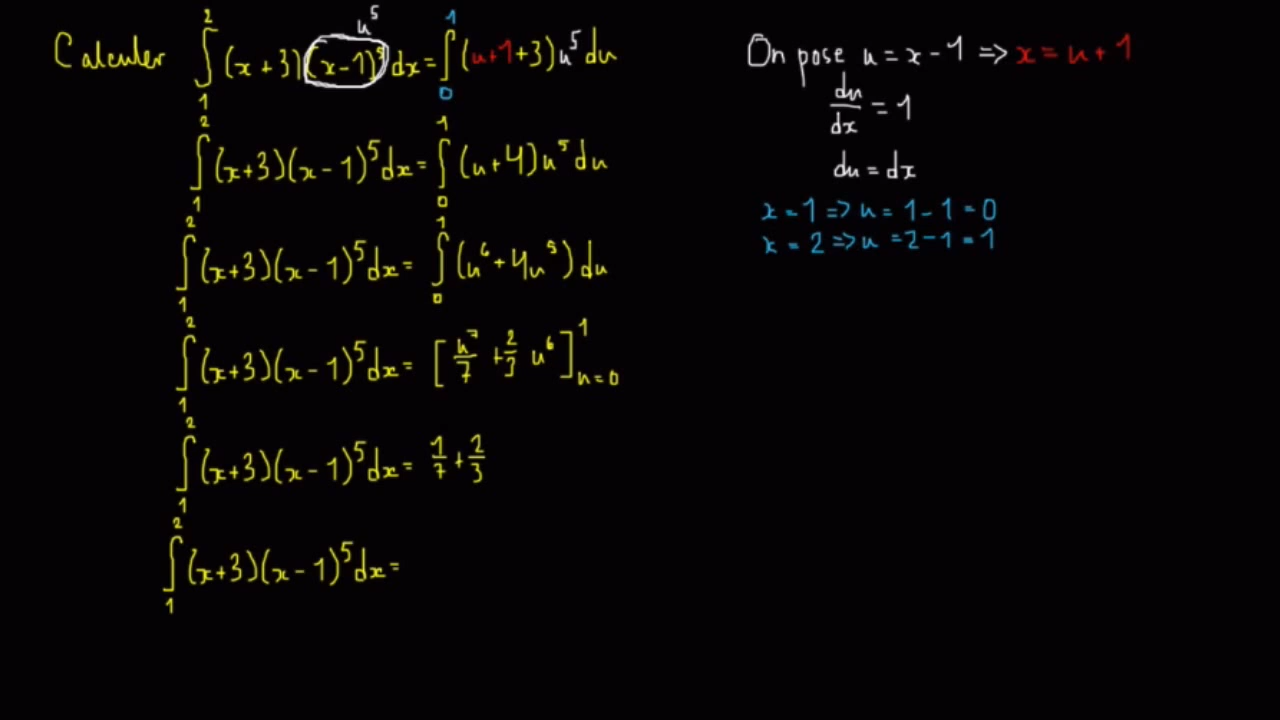 Calculer ∫₁² (x+3)(x-1)⁵ dx = ∫₀¹ (u+1+3) u⁵ du
u⁵
∫₁² (x+3)(x-1)⁵ dx = ∫₀¹ (u+4) u⁵ du
∫₁² (x+3)(x-1)⁵ dx = ∫₀¹ (u⁶ + 4u⁵) du
∫₁² (x+3)(x-1)⁵ dx = [u⁷/7 + 2/3 u⁶]¹ᵤ₌₀
∫₁² (x+3)(x-1)⁵ dx = 1/7 + 2/3
∫₁² (x+3)(x-1)⁵ dx =
On pose u = x - 1 => x = u + 1
du/dx = 1
du = dx
x = 1 => u = 1 - 1 = 0
x = 2 => u = 2 - 1 = 1